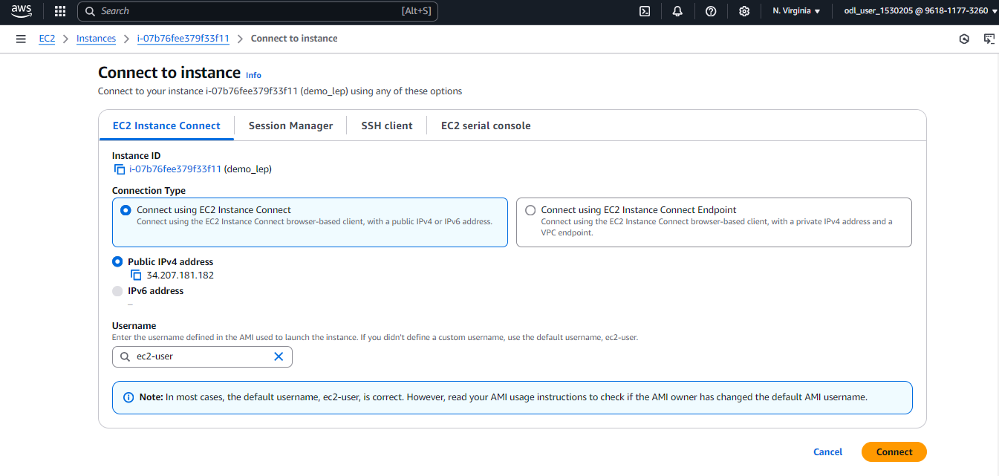 aws
Search [Alt+S]
N. Virginia
odl_user_1530205 @ 9618-1177-3260
EC2
Instances
i-07b76fee379f33f11
Connect to instance
Connect to instance Info
Connect to your instance i-07b76fee379f33f11 (demo_lep) using any of these options
EC2 Instance Connect
Session Manager
SSH client
EC2 serial console
Instance ID
i-07b76fee379f33f11 (demo_lep)
Connection Type
Connect using EC2 Instance Connect
Connect using the EC2 Instance Connect browser-based client, with a public IPv4 or IPv6 address.
Connect using EC2 Instance Connect Endpoint
Connect using the EC2 Instance Connect browser-based client, with a private IPv4 address and a
VPC endpoint.
Public IPv4 address
34.207.181.182
IPv6 address
–
Username
Enter the username defined in the AMI used to launch the instance. If you didn't define a custom username, use the default username, ec2-user.
ec2-user
Note: In most cases, the default username, ec2-user, is correct. However, read your AMI usage instructions to check if the AMI owner has changed the default AMI username.
Cancel
Connect